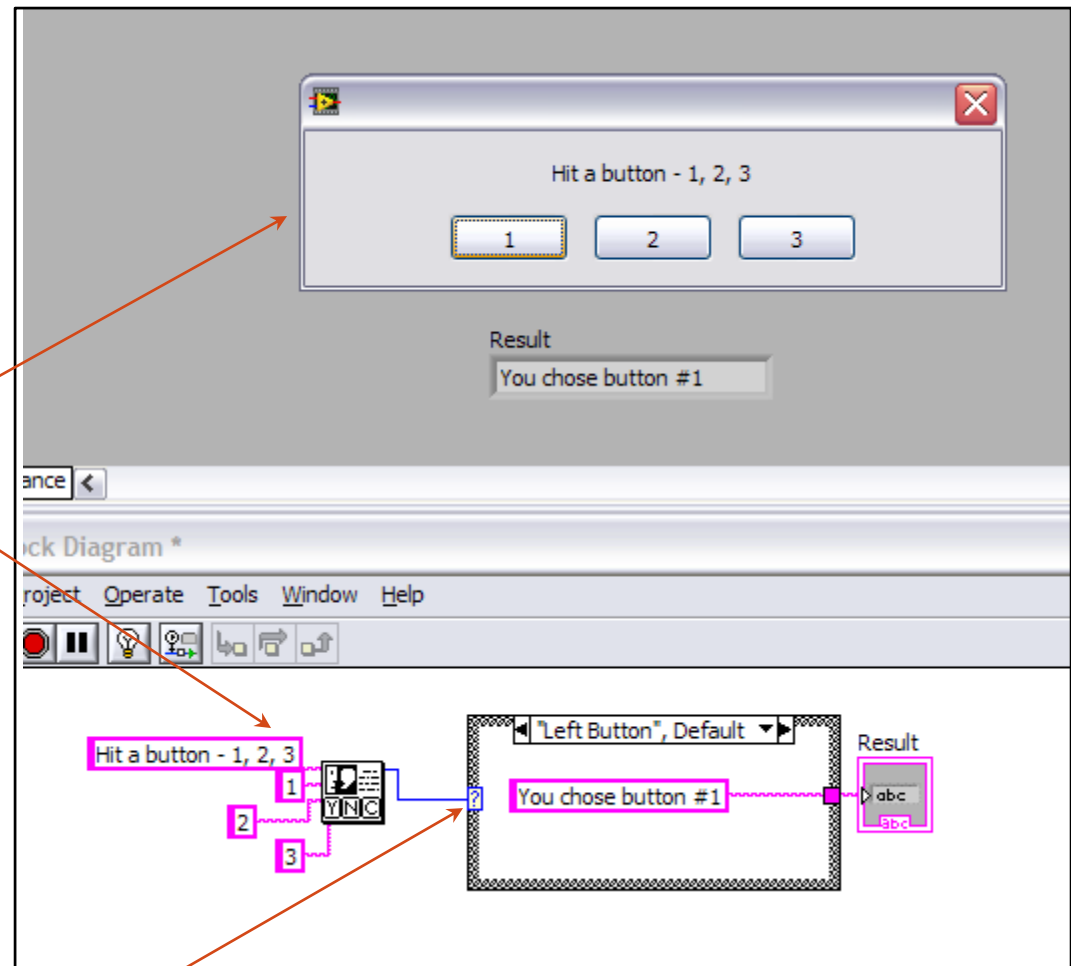 Hit a button - 1, 2, 3
1 2 3
Result
You chose button #1
ance
ock Diagram *
roject Operate Tools Window Help
"Left Button", Default
Result
Hit a button - 1, 2, 3
1
You chose button #1
abc
YNC
2
abc
3